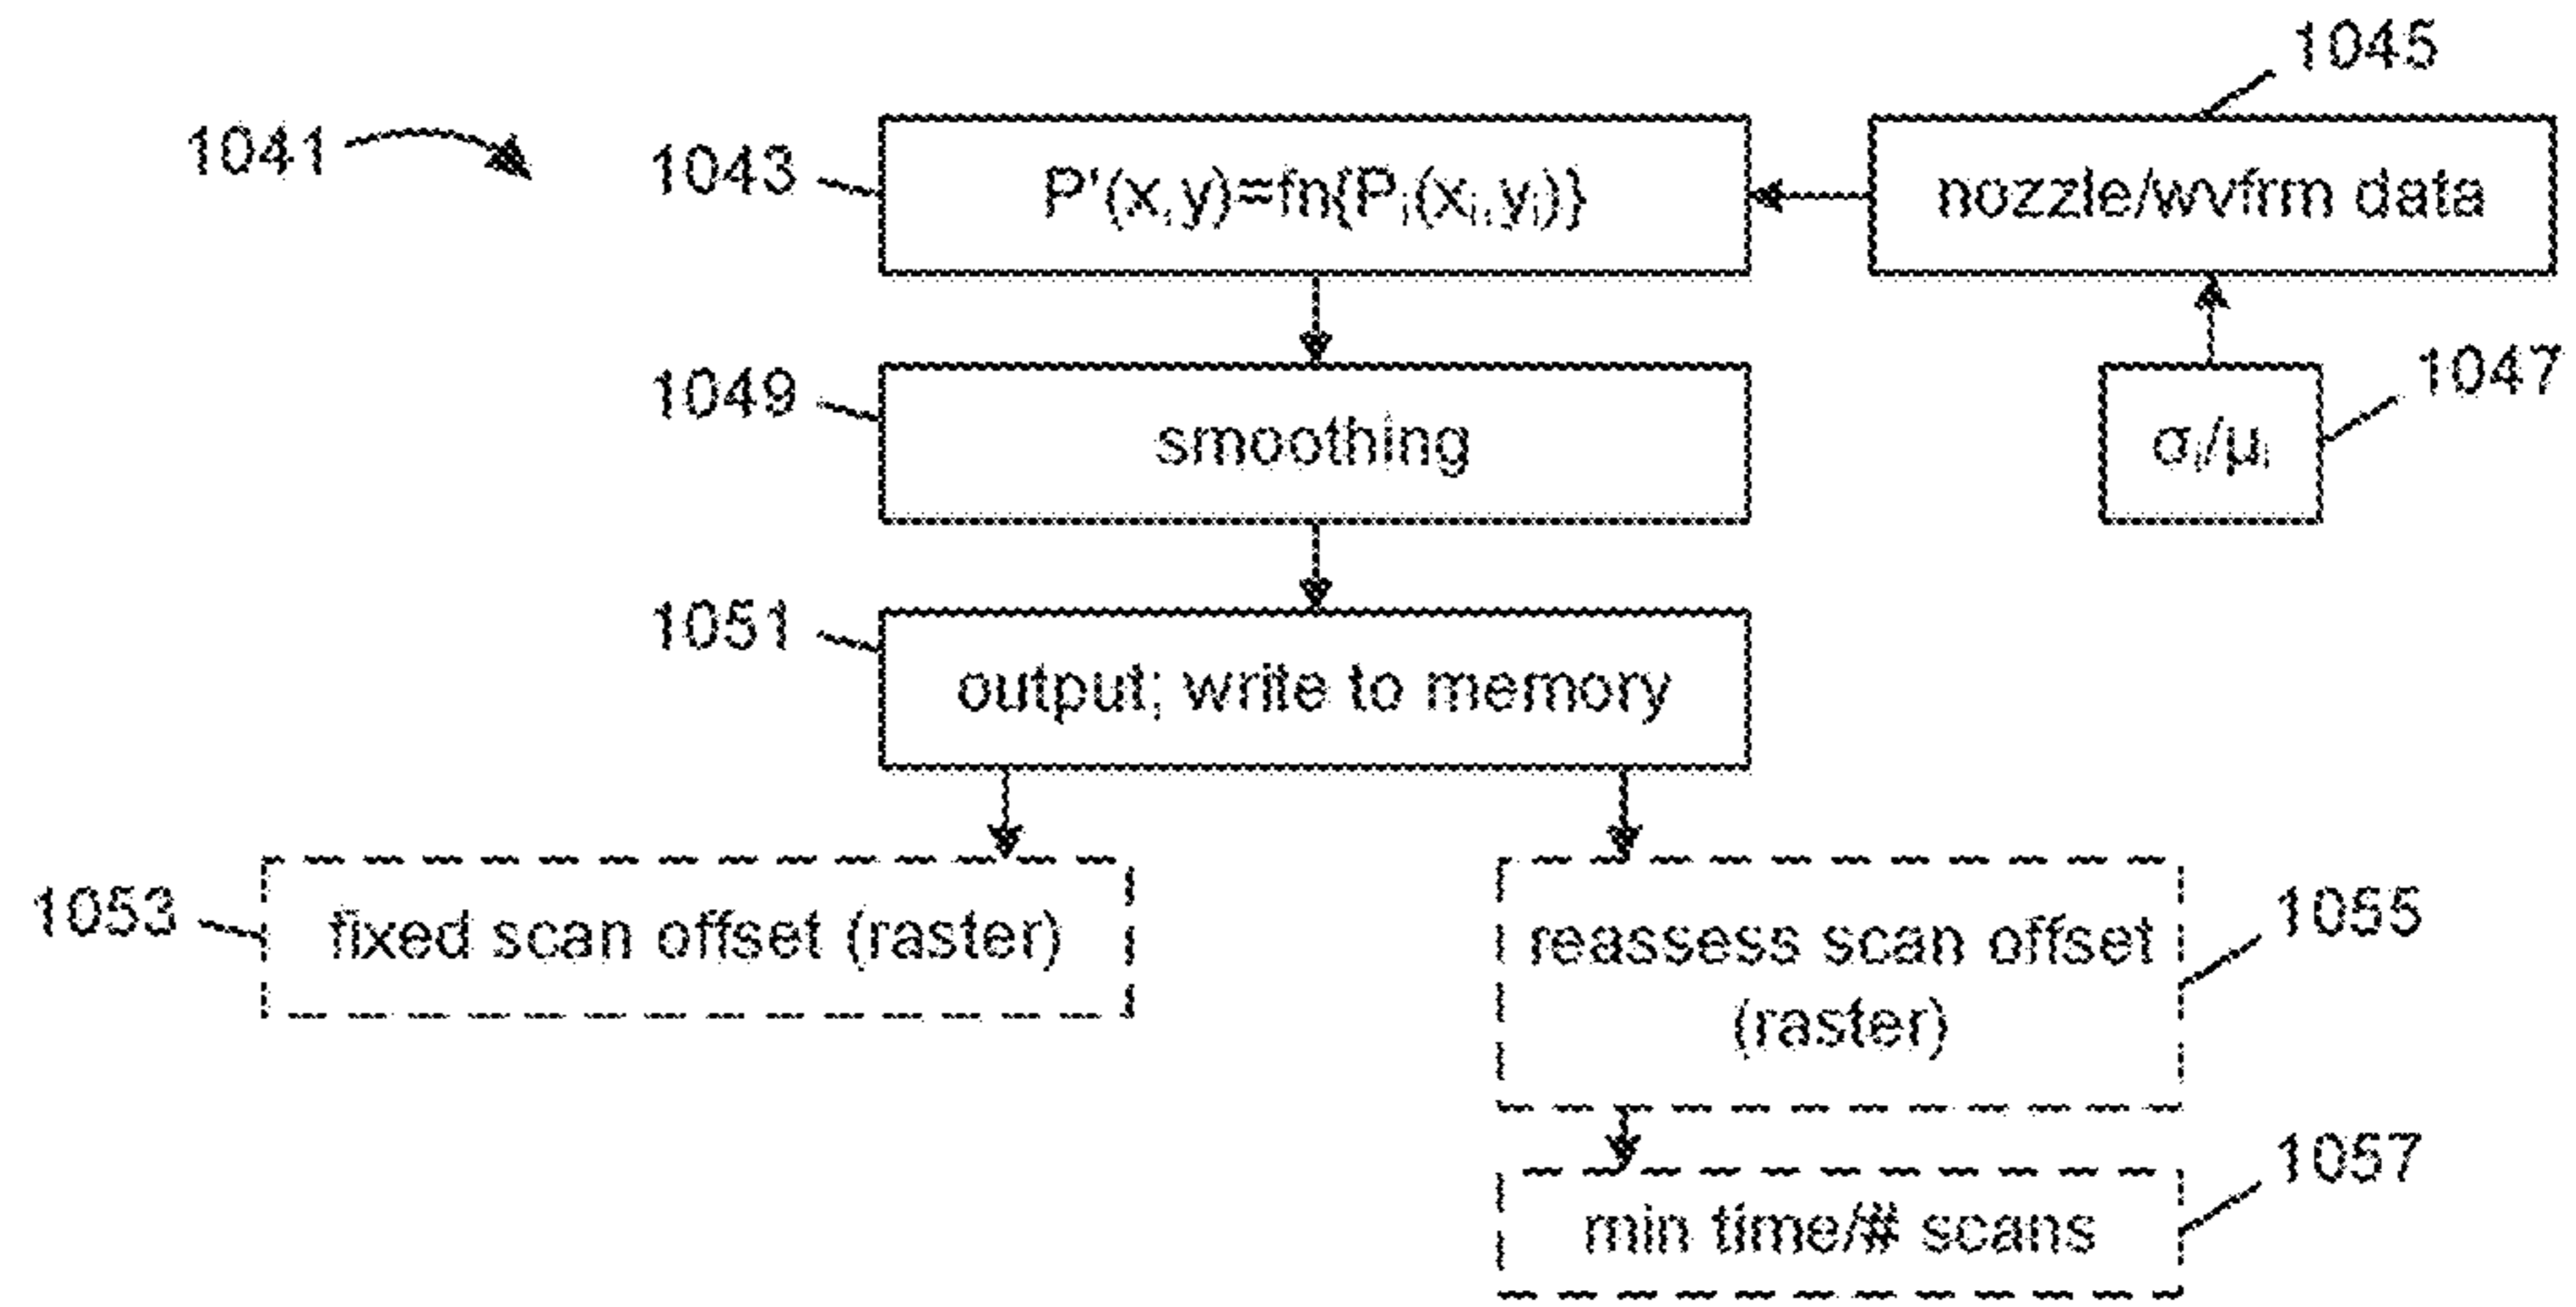 1045
1041
1043
P'(x,y)=fn{Pᵢ(xᵢ,yᵢ)}
nozzle/wvfrm data
1049
smoothing
1047
σᵢ/μᵢ
1051
output; write to memory
1053
fixed scan offset (raster)
reassess scan offset
(raster)
1055
min time/# scans
1057